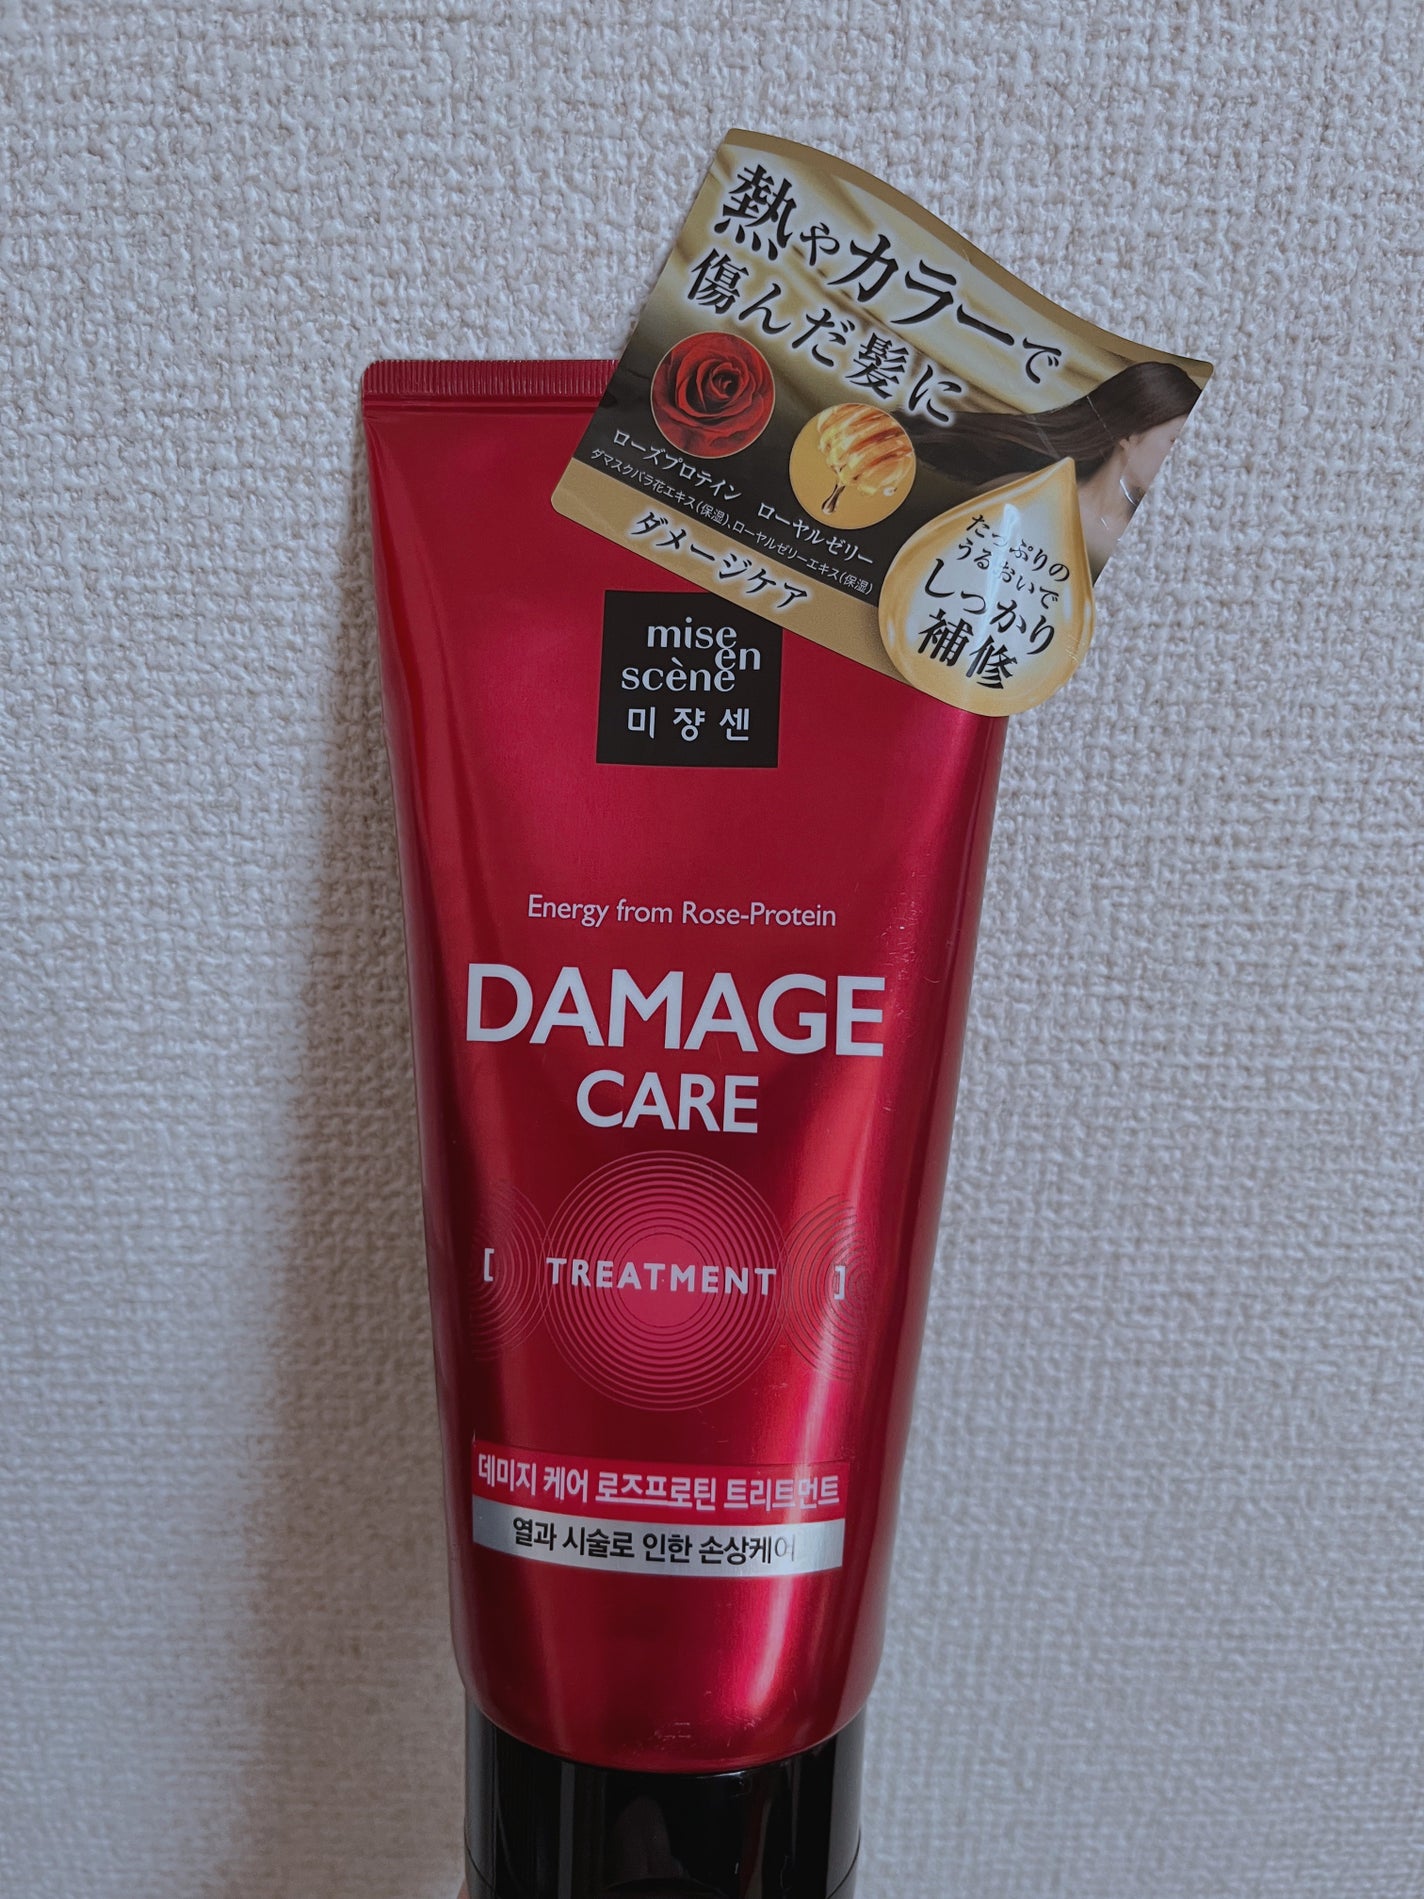 熱やカラーで
傷んだ髪に
ローズプロテイン
ローヤルゼリー
ダマスクバラ花エキス(保湿)、ローヤルゼリーエキス(保湿)
ダメージケア
たっぷりの
うるおいで
しっかり
補修
mise
en
scène
미쟝센
Energy from Rose-Protein
DAMAGE
CARE
[ TREATMENT ]
데미지 케어 로즈프로틴 트리트먼트
열과 시술로 인한 손상케어